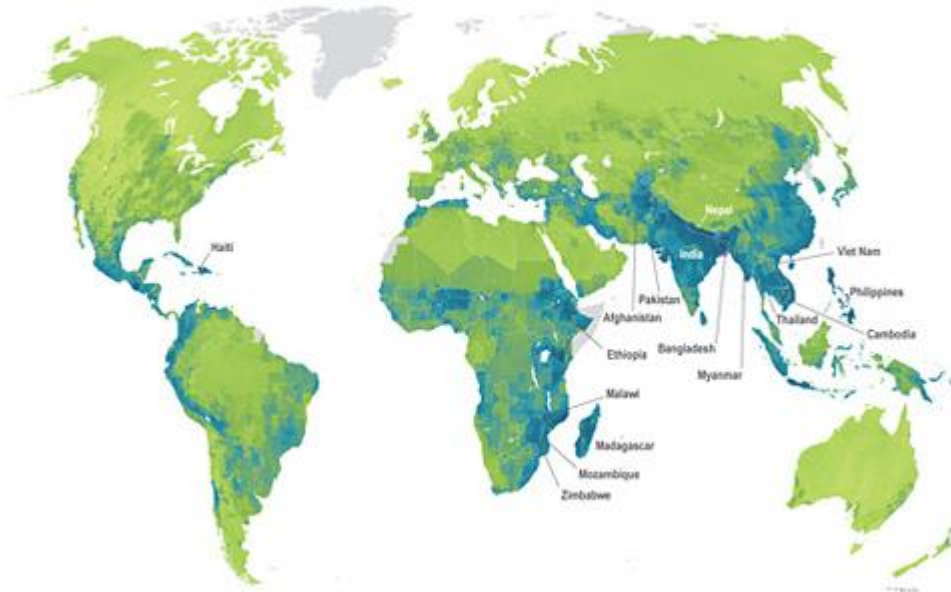 Haiti
Nepal
India
Viet Nam
Pakistan
Philippines
Afghanistan
Thailand
Cambodia
Bangladesh
Ethiopia
Myanmar
Malawi
Madagascar
Mozambique
Zimbabwe